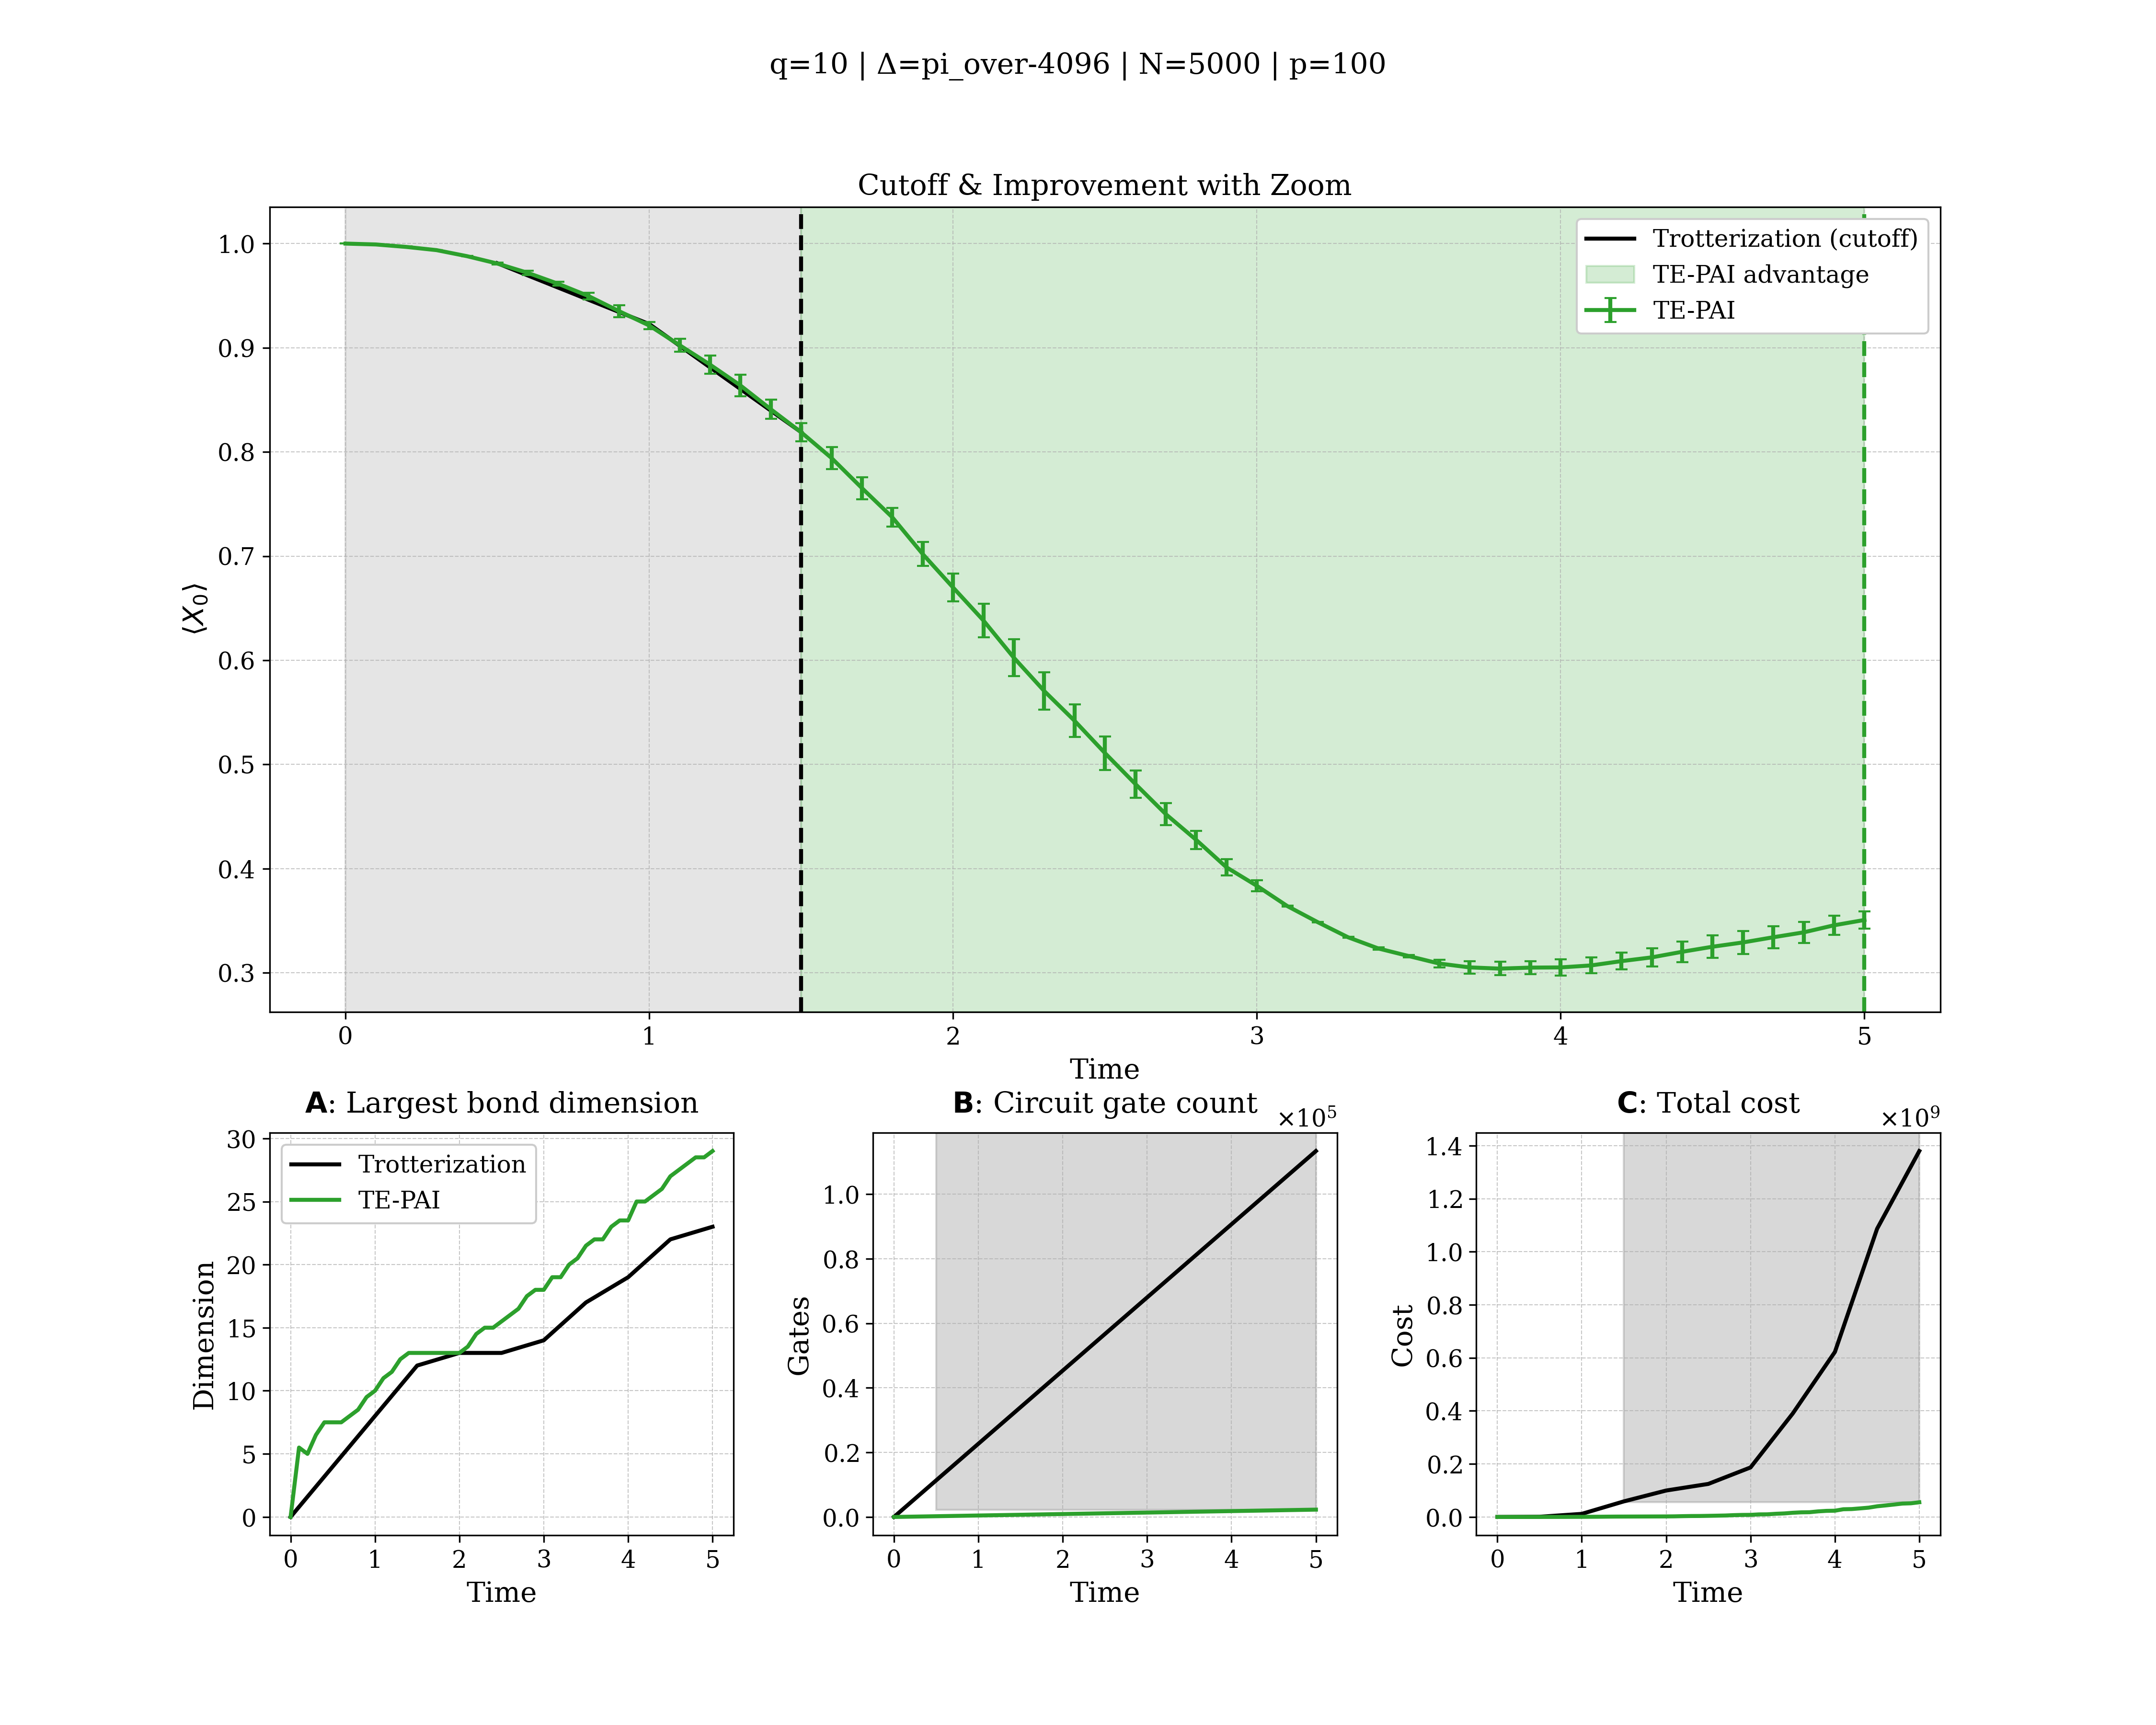 q=10 | Δ=pi_over-4096 | N=5000 | p=100
Cutoff & Improvement with Zoom
Trotterization (cutoff)
TE-PAI advantage
TE-PAI
1.0
0.9
0.8
0.7
0.6
0.5
0.4
0.3
⟨X₀⟩
0 1 2 3 4 5
Time
A: Largest bond dimension
Trotterization
TE-PAI
30
25
20
15
10
5
0
Dimension
0 1 2 3 4 5
Time
B: Circuit gate count
×10⁵
1.0
0.8
0.6
0.4
0.2
0.0
Gates
0 1 2 3 4 5
Time
C: Total cost
×10⁹
1.4
1.2
1.0
0.8
0.6
0.4
0.2
0.0
Cost
0 1 2 3 4 5
Time